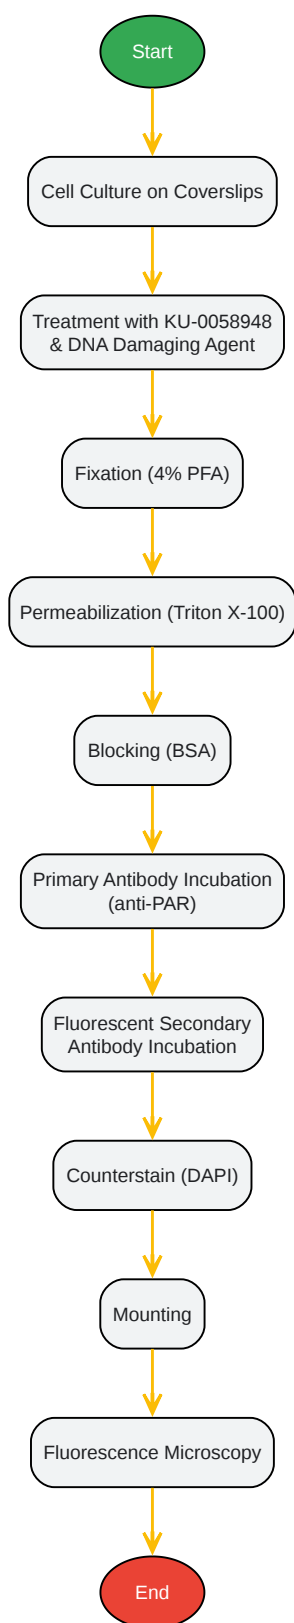 Start
Cell Culture on Coverslips
Treatment with KU-0058948
& DNA Damaging Agent
Fixation (4% PFA)
Permeabilization (Triton X-100)
Blocking (BSA)
Primary Antibody Incubation
(anti-PAR)
Fluorescent Secondary
Antibody Incubation
Counterstain (DAPI)
Mounting
Fluorescence Microscopy
End